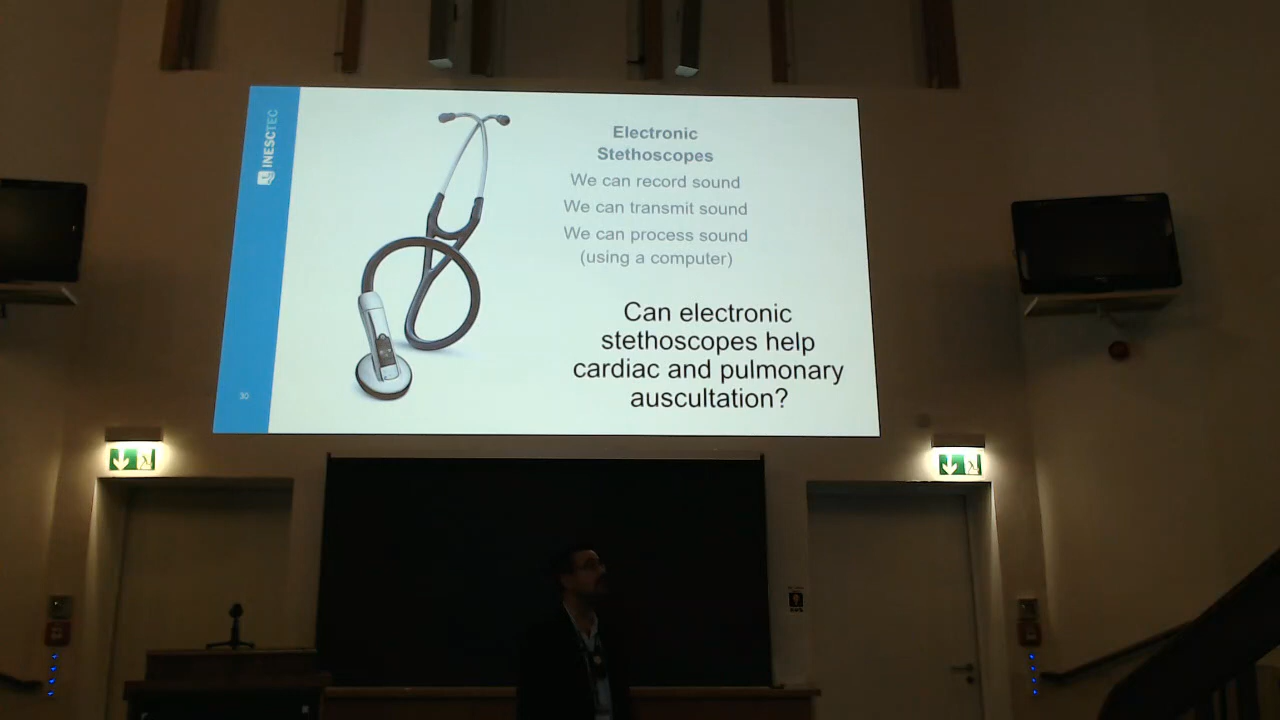 INESCTEC
Electronic
Stethoscopes
We can record sound
We can transmit sound
We can process sound
(using a computer)
Can electronic
stethoscopes help
cardiac and pulmonary
auscultation?
30